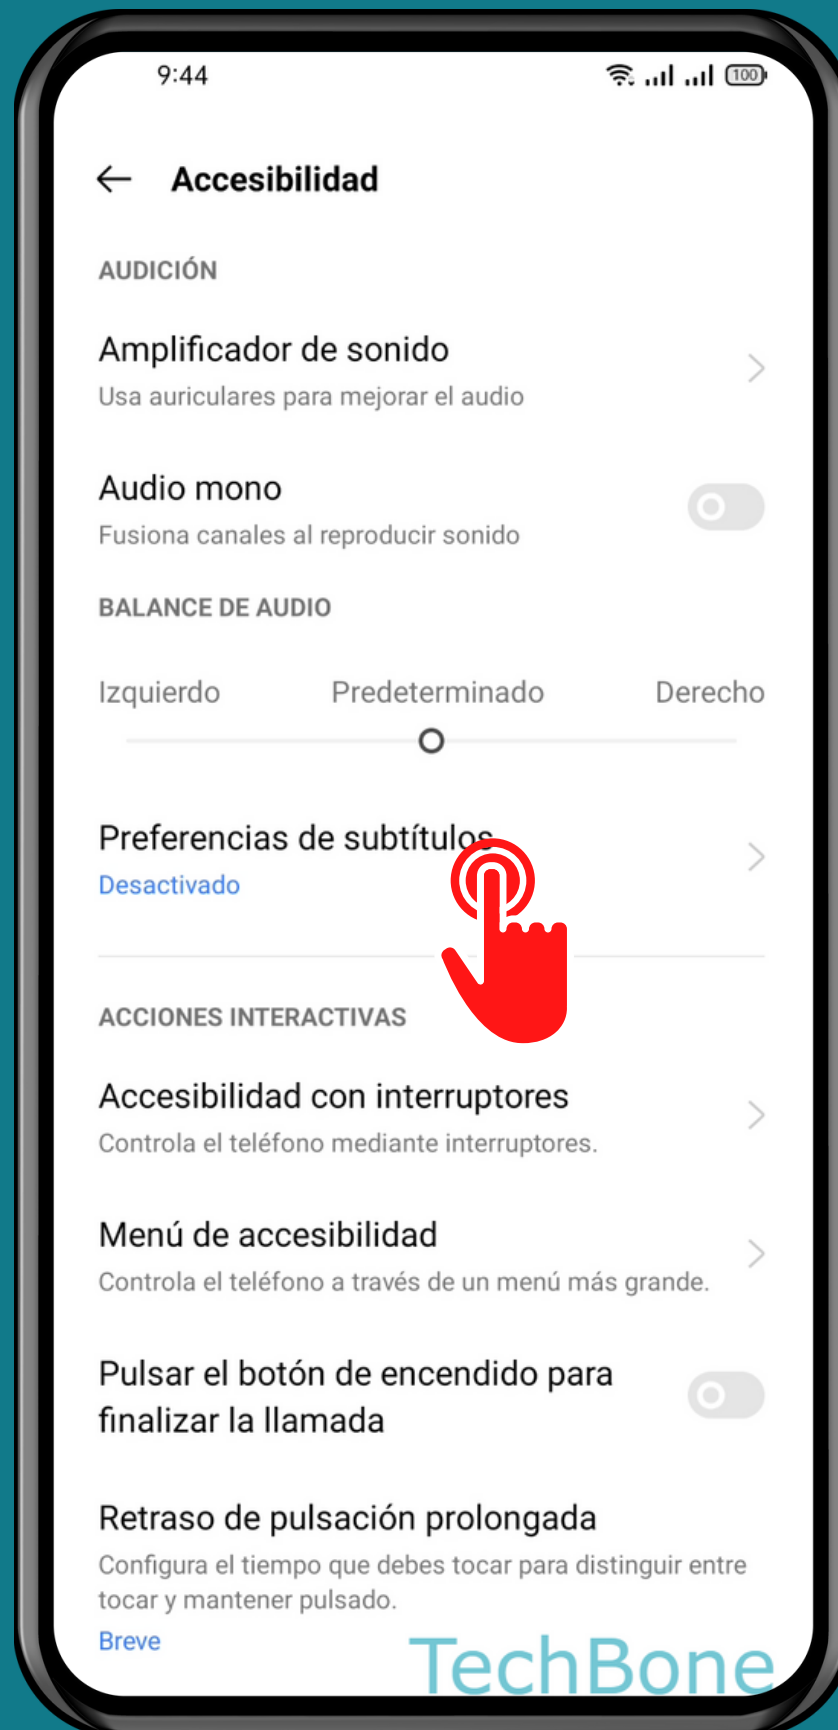 9:44
100
Accesibilidad
AUDICIÓN
Amplificador de sonido
Usa auriculares para mejorar el audio
Audio mono
Fusiona canales al reproducir sonido
BALANCE DE AUDIO
Izquierdo Predeterminado Derecho
Preferencias de subtítulos
Desactivado
ACCIONES INTERACTIVAS
Accesibilidad con interruptores
Controla el teléfono mediante interruptores.
Menú de accesibilidad
Controla el teléfono a través de un menú más grande.
Pulsar el botón de encendido para
finalizar la llamada
Retraso de pulsación prolongada
Configura el tiempo que debes tocar para distinguir entre
tocar y mantener pulsado.
Breve
TechBone